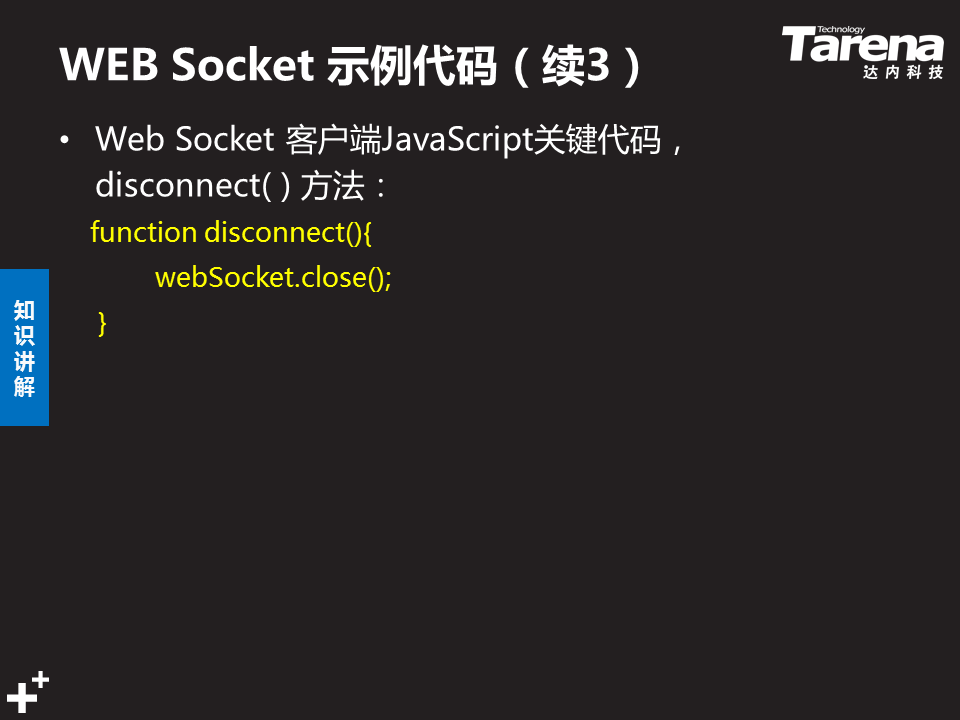 WEB Socket 示例代码（续3）
Technology
Tarena
达内科技
• Web Socket 客户端JavaScript关键代码，
disconnect( ) 方法：
function disconnect(){
webSocket.close();
}
知识讲解